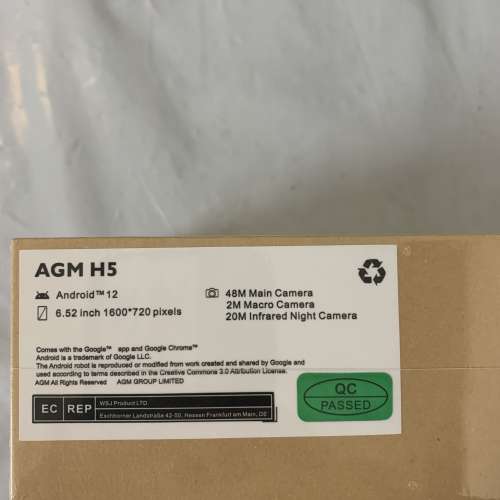 AGM H5
Android™ 12
6.52 inch 1600*720 pixels
48M Main Camera
2M Macro Camera
20M Infrared Night Camera
Comes with the Google™ app and Google Chrome™
Android is a trademark of Google LLC.
The Android robot is reproduced or modified from work created and shared by Google and
used according to terms described in the Creative Commons 3.0 Attribution License.
AGM All Rights Reserved AGM GROUP LIMITED
EC REP
WSJ Product LTD
Eschborner Landstraße 42-50, Hessen Frankfurt am Main, DE
QC
PASSED